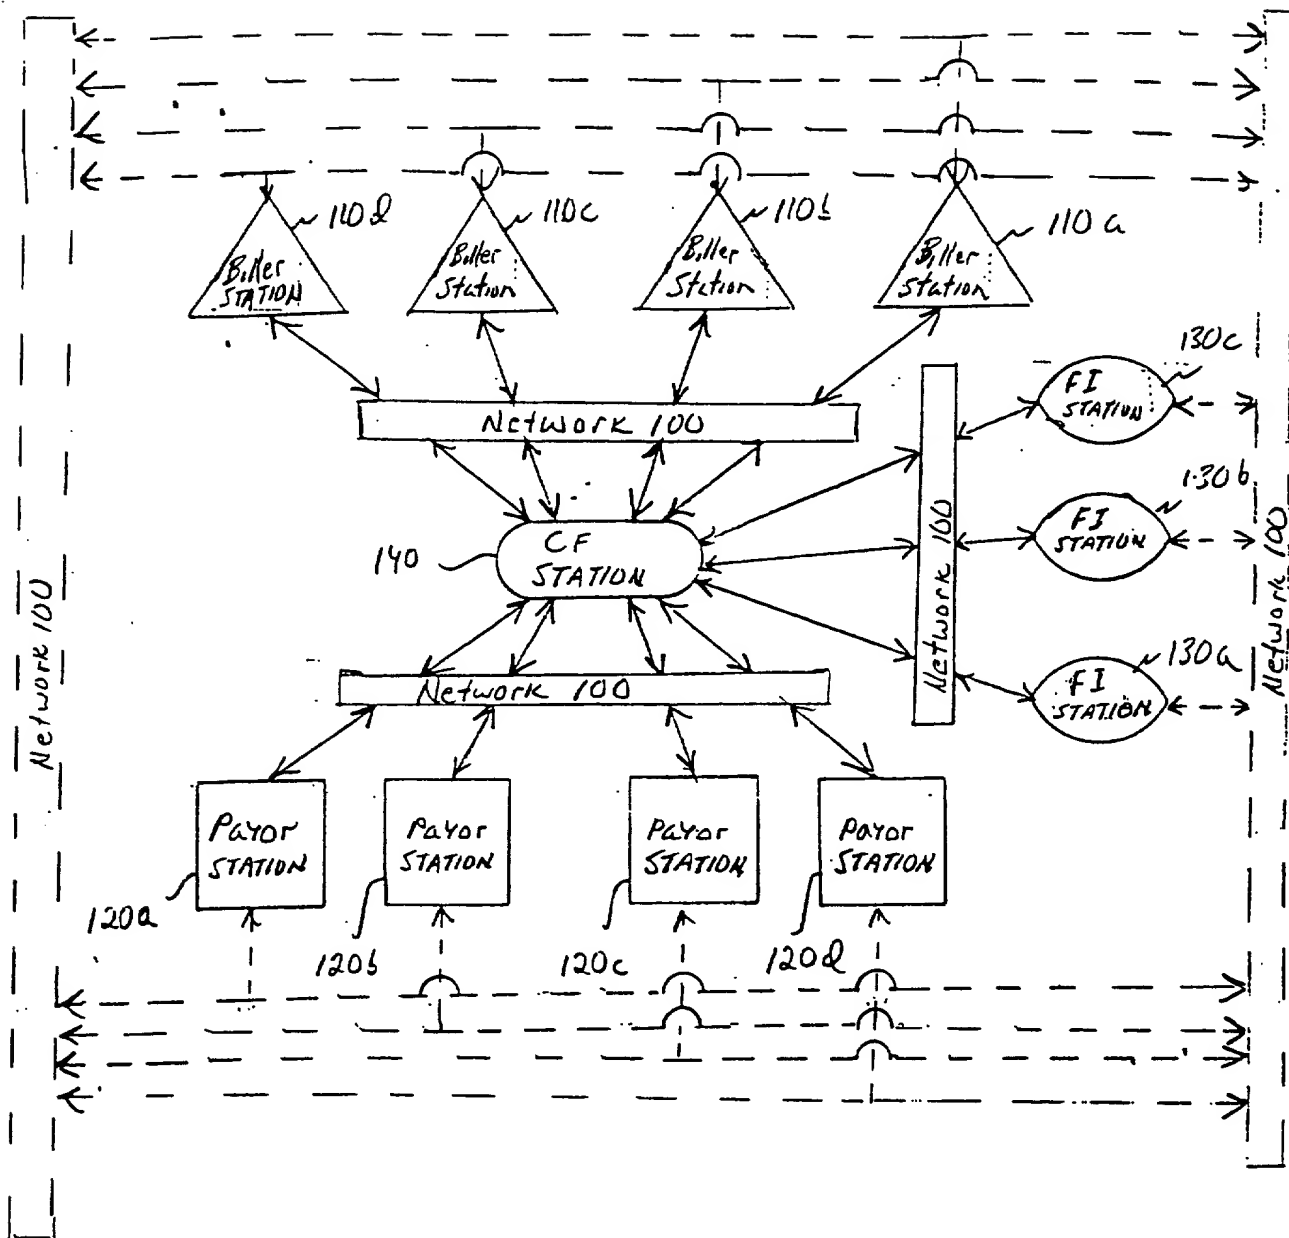 110d
110c
110b
110a
Biller
STATION
Biller
Station
Biller
Station
Biller
Station
130c
FI
STATION
Network 100
130b
FI
STATION
Network 100
140
CF
STATION
Network 100
130a
FI
STATION
Network 100
Network 100
Network 100
Payor
STATION
Payor
STATION
Payor
STATION
Payor
STATION
120a
120b
120c
120d